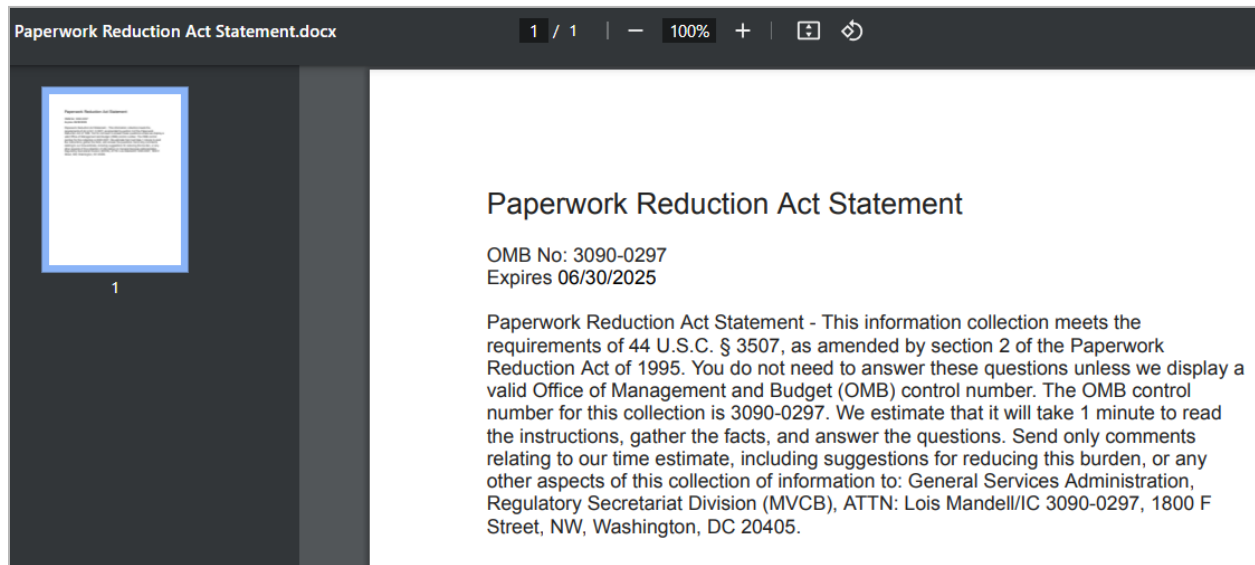 Paperwork Reduction Act Statement.docx
1 / 1
100%
1
Paperwork Reduction Act Statement
OMB No: 3090-0297
Expires 06/30/2025
Paperwork Reduction Act Statement - This information collection meets the
requirements of 44 U.S.C. § 3507, as amended by section 2 of the Paperwork
Reduction Act of 1995. You do not need to answer these questions unless we display a
valid Office of Management and Budget (OMB) control number. The OMB control
number for this collection is 3090-0297. We estimate that it will take 1 minute to read
the instructions, gather the facts, and answer the questions. Send only comments
relating to our time estimate, including suggestions for reducing this burden, or any
other aspects of this collection of information to: General Services Administration,
Regulatory Secretariat Division (MVCB), ATTN: Lois Mandell/IC 3090-0297, 1800 F
Street, NW, Washington, DC 20405.